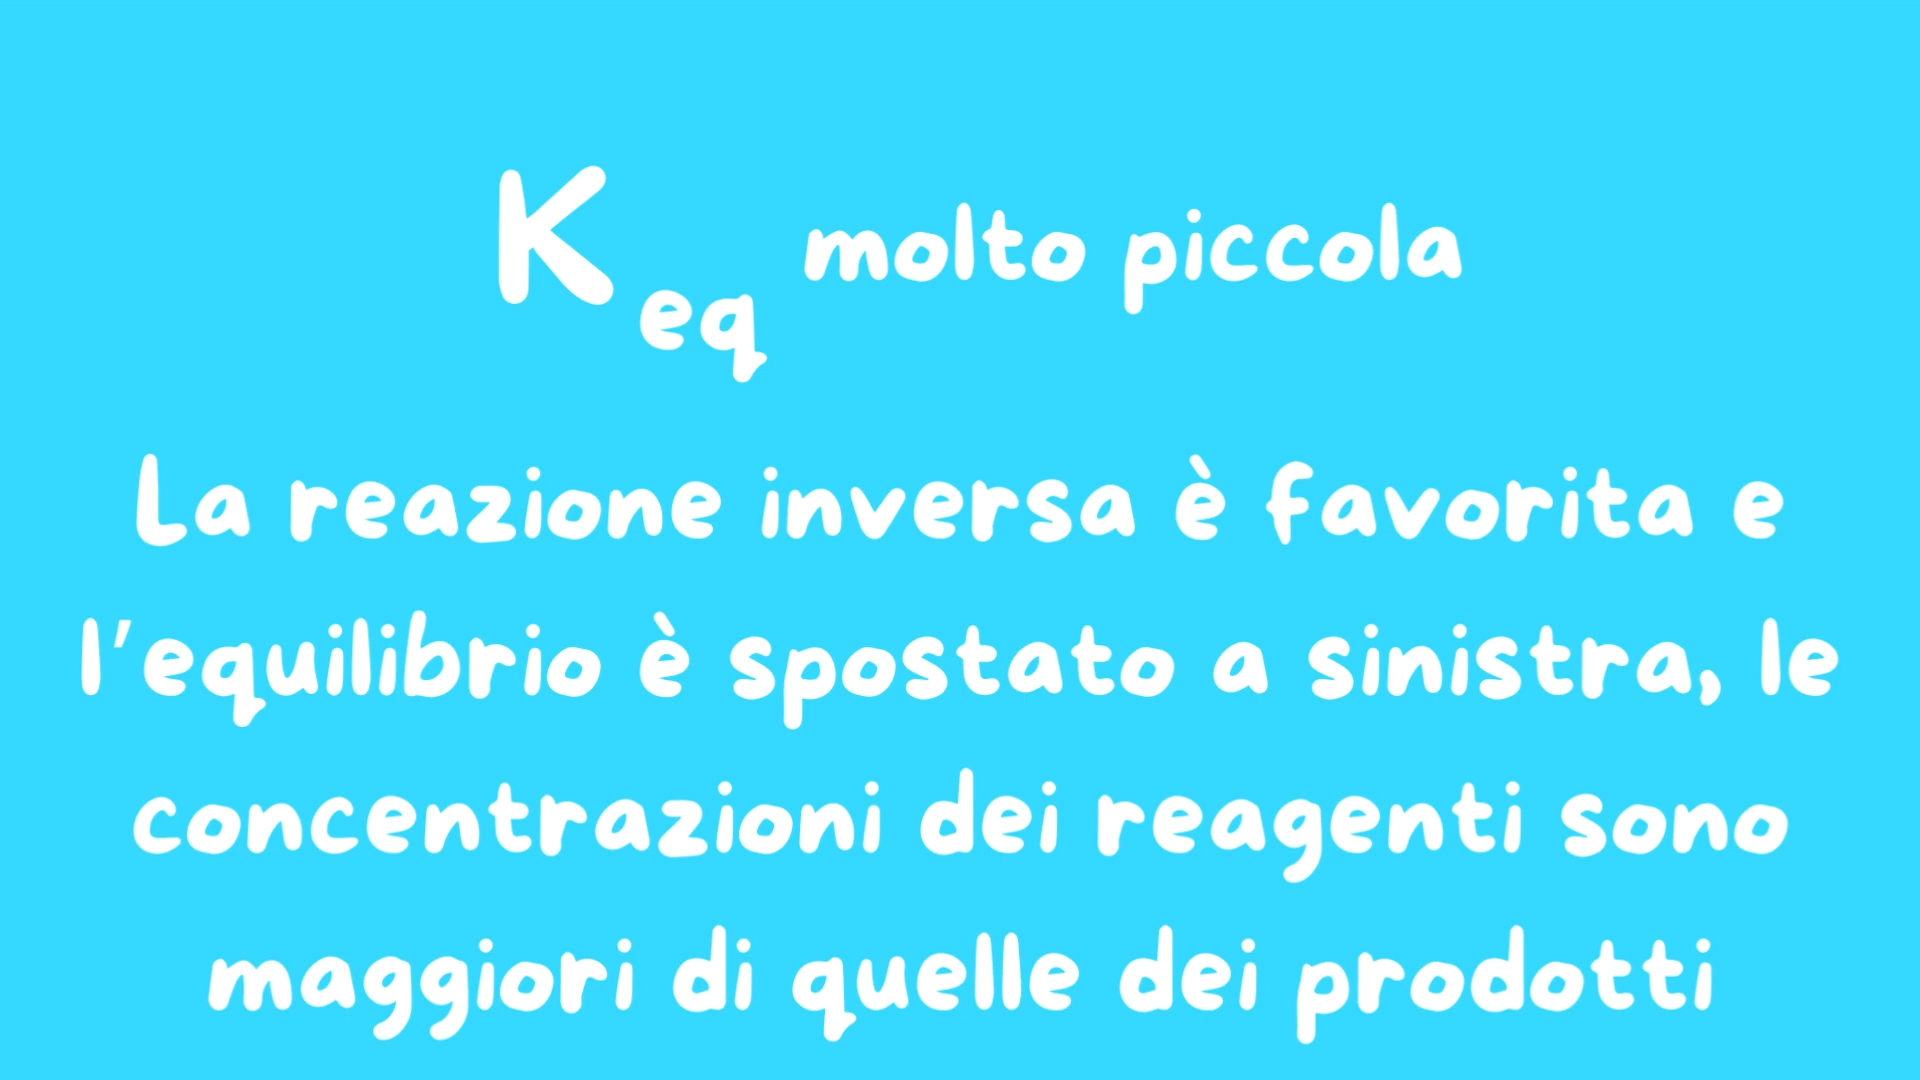 Keq molto piccola
La reazione inversa è favorita e
l'equilibrio è spostato a sinistra, le
concentrazioni dei reagenti sono
maggiori di quelle dei prodotti